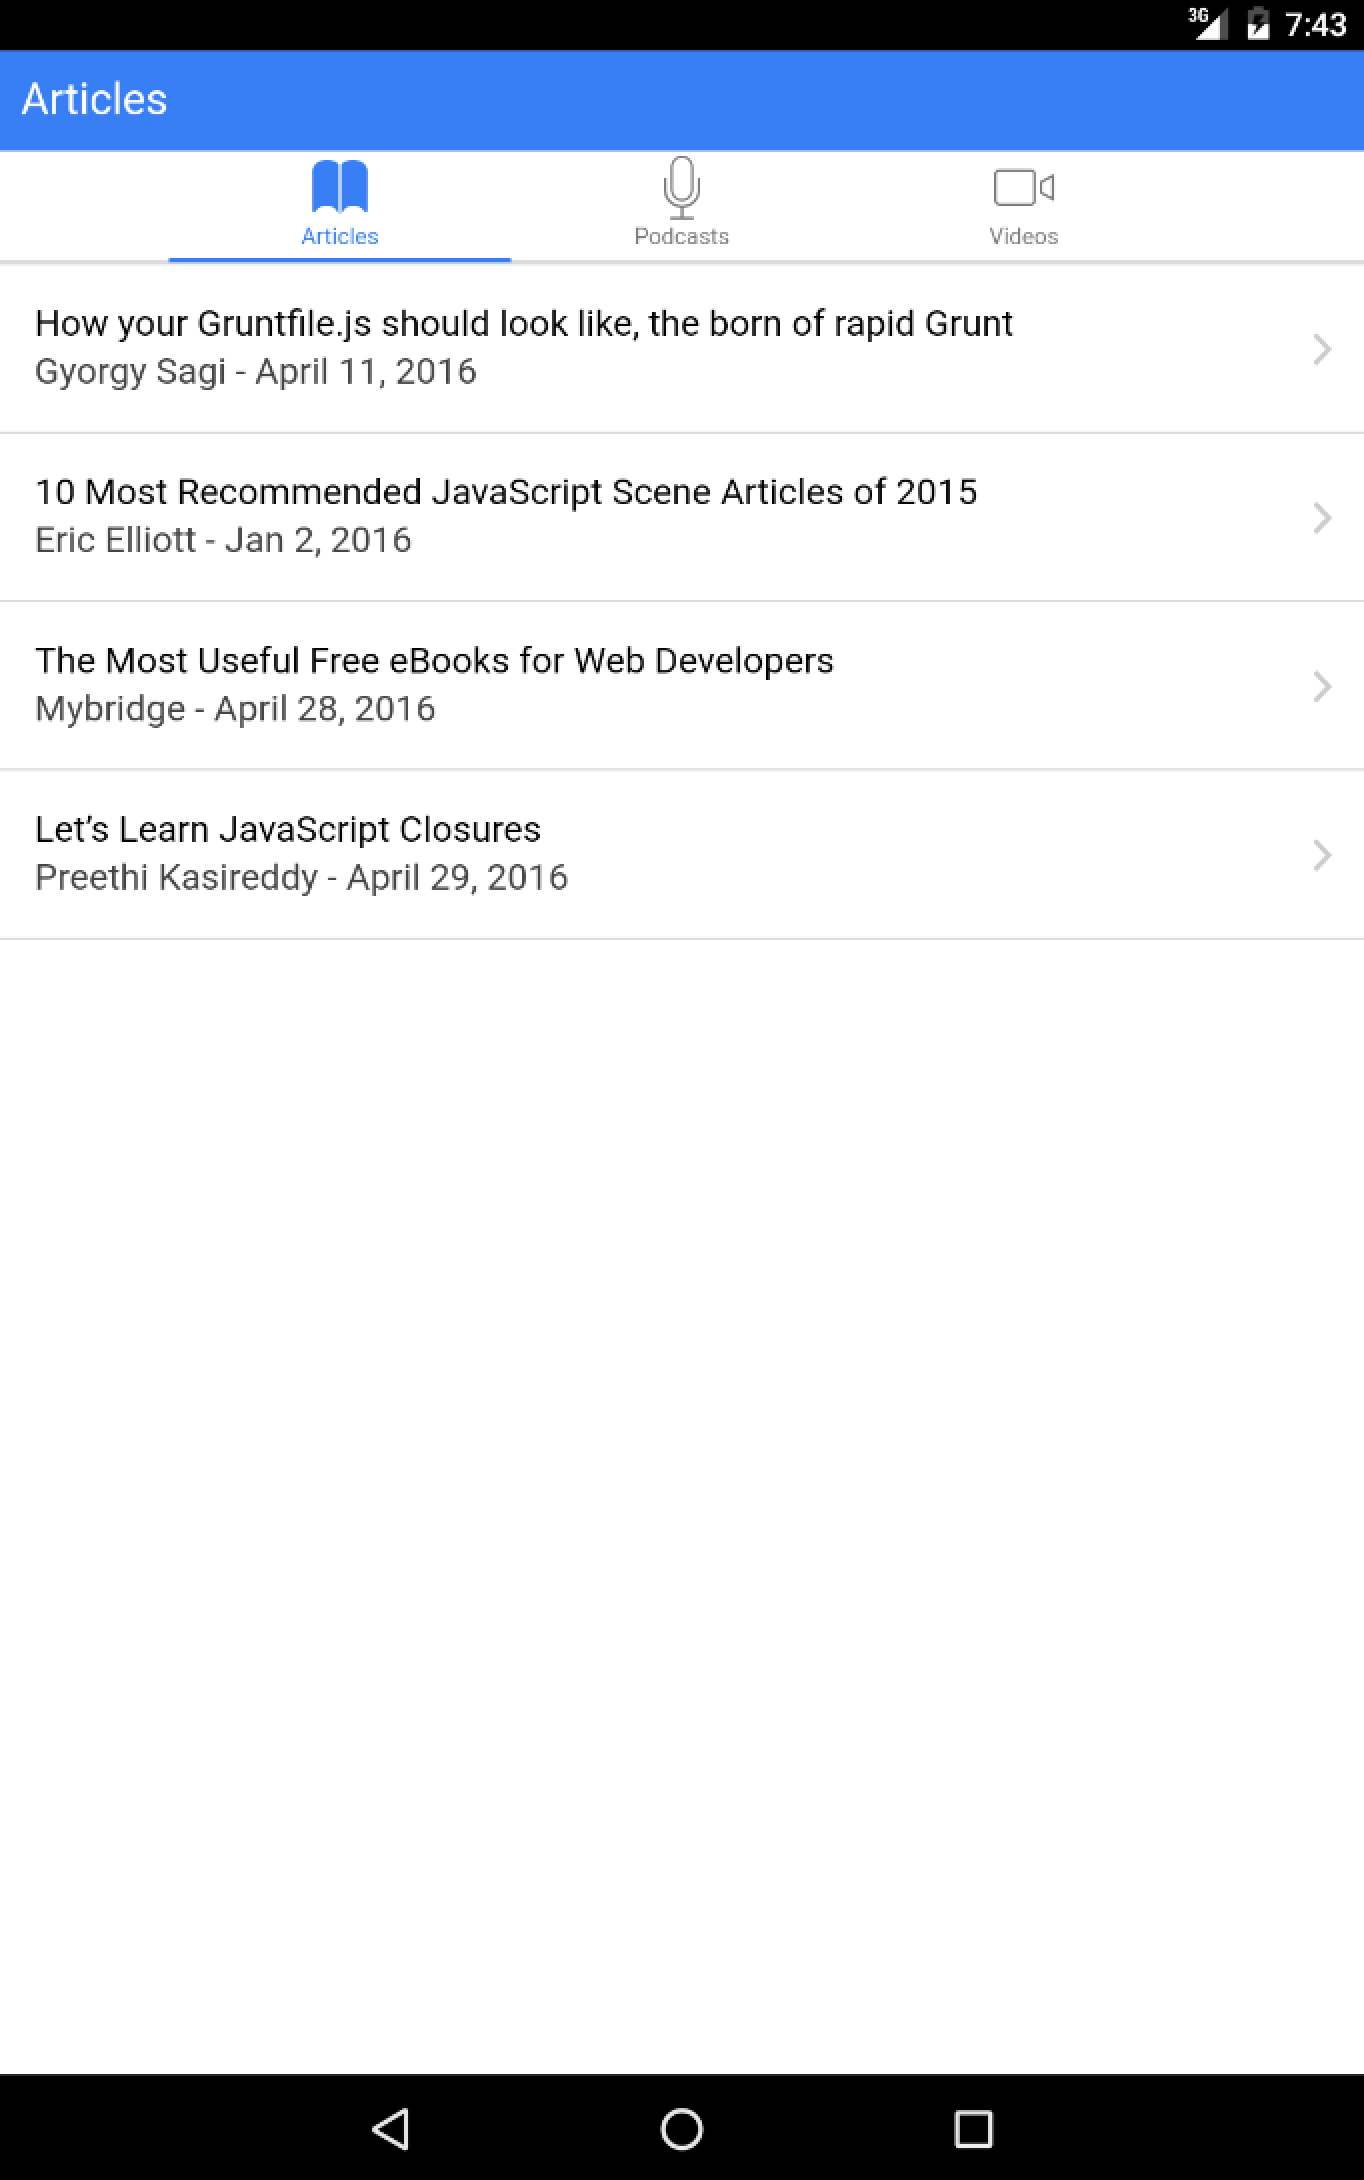 3G 7:43
Articles
Articles
Podcasts
Videos
How your Gruntfile.js should look like, the born of rapid Grunt
Gyorgy Sagi - April 11, 2016
10 Most Recommended JavaScript Scene Articles of 2015
Eric Elliott - Jan 2, 2016
The Most Useful Free eBooks for Web Developers
Mybridge - April 28, 2016
Let’s Learn JavaScript Closures
Preethi Kasireddy - April 29, 2016